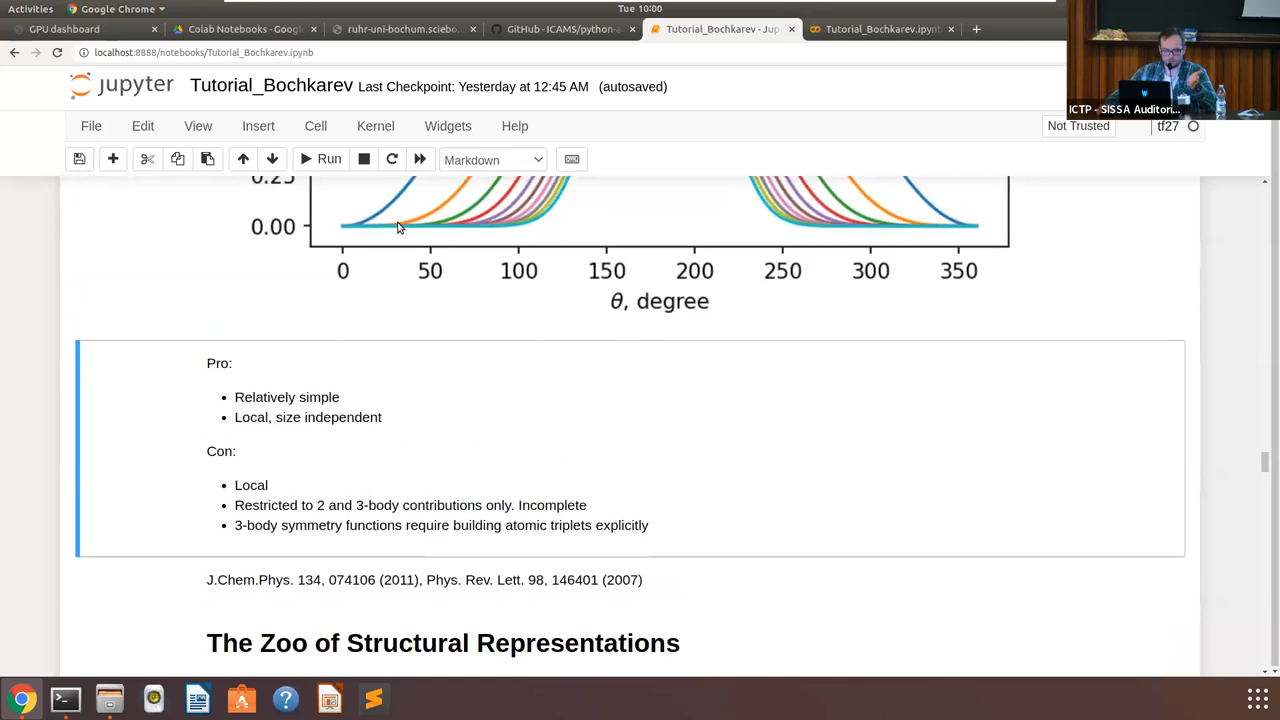 Activities Google Chrome Tue 10:00
GPU dashboard Colab Notebooks - Googl ruhr-uni-bochum.sciebo. GitHub - ICAMS/python-a Tutorial_Bochkarev - Jup Tutorial_Bochkarev.ipyn
localhost:8888/notebooks/Tutorial_Bochkarev.ipynb
jupyter Tutorial_Bochkarev Last Checkpoint: Yesterday at 12:45 AM (autosaved)
ICTP - SISSA Auditori...
File Edit View Insert Cell Kernel Widgets Help Not Trusted tf27
Run Markdown
0.25
0.00
0 50 100 150 200 250 300 350
θ, degree
Pro:
• Relatively simple
• Local, size independent
Con:
• Local
• Restricted to 2 and 3-body contributions only. Incomplete
• 3-body symmetry functions require building atomic triplets explicitly
J.Chem.Phys. 134, 074106 (2011), Phys. Rev. Lett. 98, 146401 (2007)
The Zoo of Structural Representations